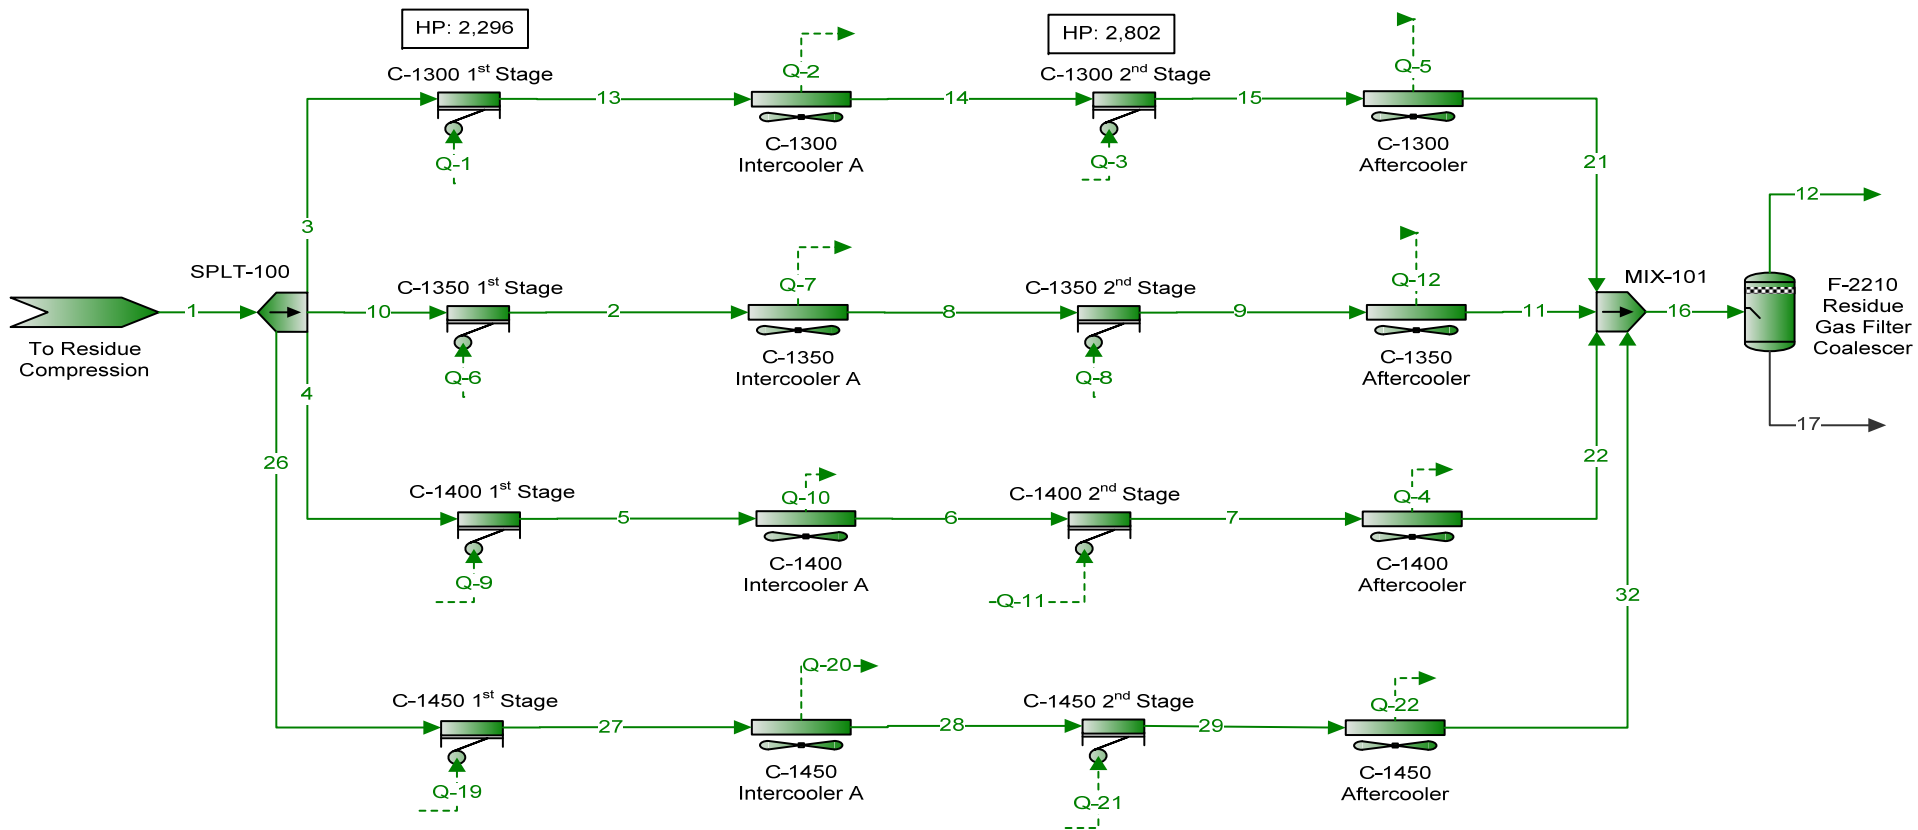 HP: 2,296
HP: 2,802
C-1300 1st Stage
Q-2
C-1300 2nd Stage
Q-5
13
14
15
Q-1
C-1300
Intercooler A
Q-3
C-1300
Aftercooler
21
3
12
SPLT-100
C-1350 1st Stage
Q-7
C-1350 2nd Stage
Q-12
MIX-101
F-2210
Residue
Gas Filter
Coalescer
1
10
2
8
9
11
16
To Residue
Compression
4
Q-6
C-1350
Intercooler A
Q-8
C-1350
Aftercooler
17
26
22
C-1400 1st Stage
Q-10
C-1400 2nd Stage
Q-4
5
6
7
Q-9
C-1400
Intercooler A
Q-11
C-1400
Aftercooler
32
C-1450 1st Stage
Q-20
C-1450 2nd Stage
Q-22
27
28
29
Q-19
C-1450
Intercooler A
Q-21
C-1450
Aftercooler